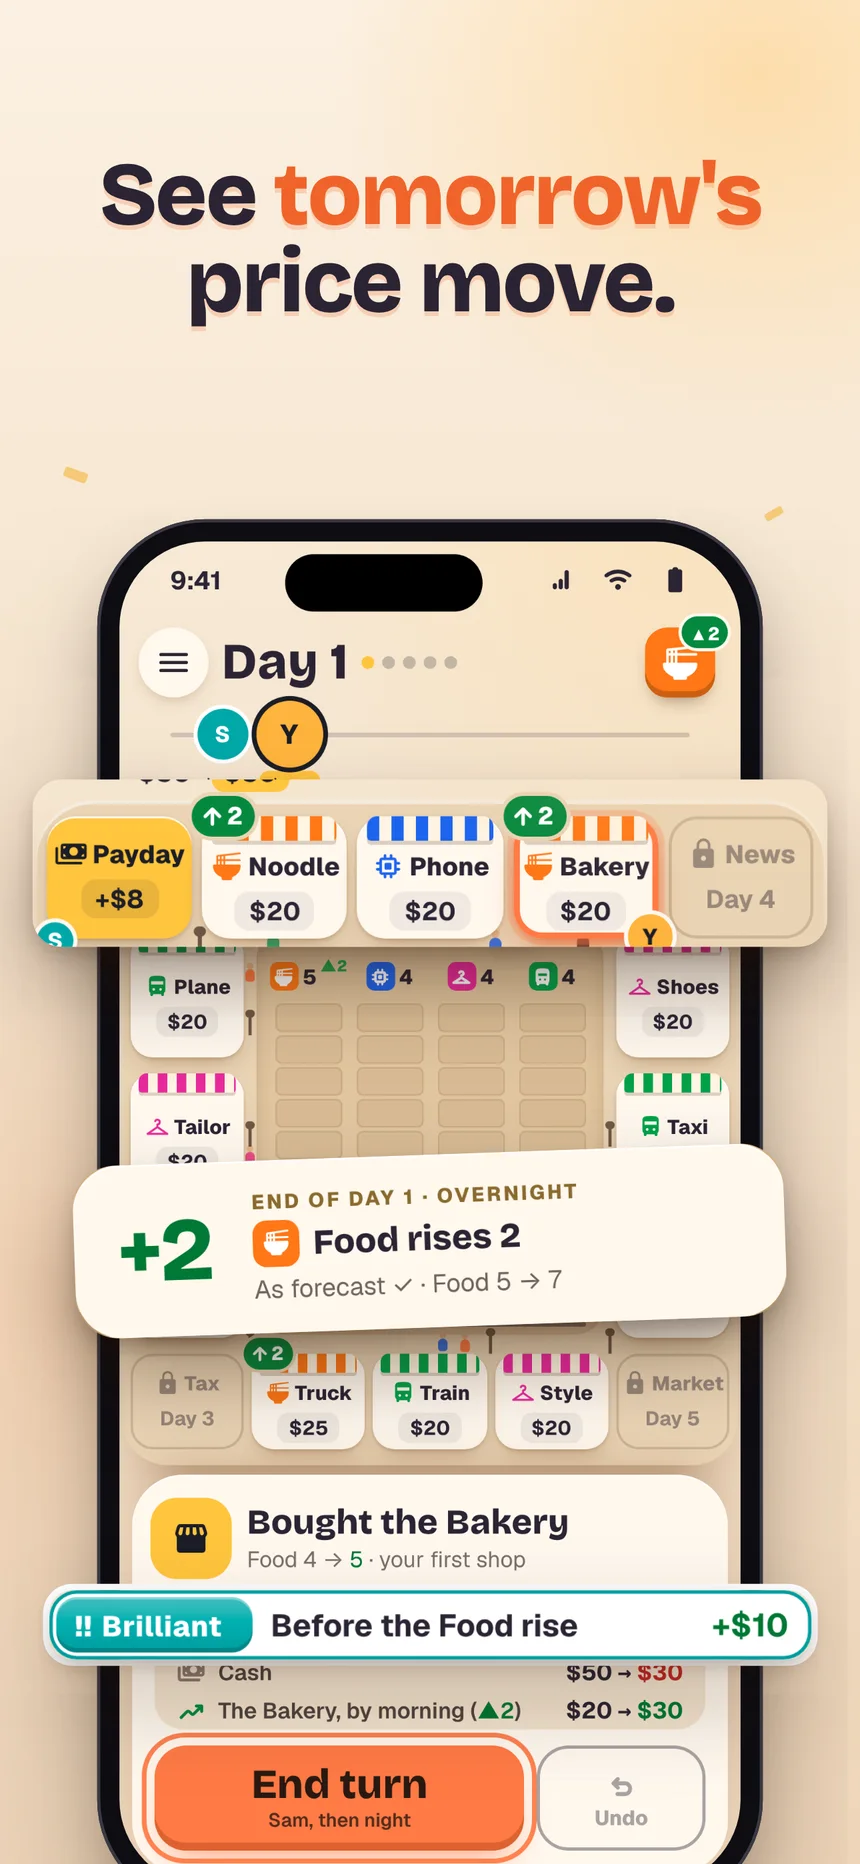 See tomorrow's
price move.
9:41
Day 1
▲2
S
Y
↑2
↑2
Payday
+$8
Noodle
$20
Phone
$20
Bakery
$20
News
Day 4
S
Y
Plane
$20
5 ▲2
4
4
4
Shoes
$20
Tailor
$20
Taxi
END OF DAY 1 · OVERNIGHT
+2
Food rises 2
As forecast ✓ · Food 5 → 7
↑2
Tax
Day 3
Truck
$25
Train
$20
Style
$20
Market
Day 5
Bought the Bakery
Food 4 → 5 · your first shop
!! Brilliant
Before the Food rise
+$10
Cash
$50 → $30
The Bakery, by morning (▲2)
$20 → $30
End turn
Sam, then night
Undo